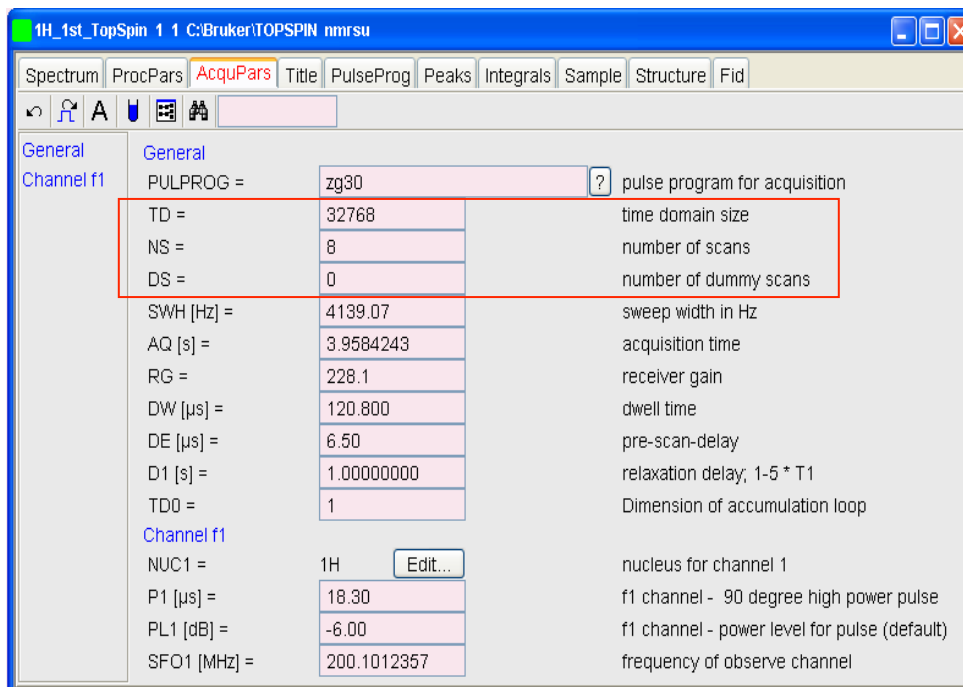 1H_1st_TopSpin 1 1 C:\Bruker\TOPSPIN nmrsu
Spectrum ProcPars AcquPars Title PulseProg Peaks Integrals Sample Structure Fid
A
General General
Channel f1 PULPROG = zg30 ? pulse program for acquisition
TD = 32768 time domain size
NS = 8 number of scans
DS = 0 number of dummy scans
SWH [Hz] = 4139.07 sweep width in Hz
AQ [s] = 3.9584243 acquisition time
RG = 228.1 receiver gain
DW [µs] = 120.800 dwell time
DE [µs] = 6.50 pre-scan-delay
D1 [s] = 1.00000000 relaxation delay; 1-5 * T1
TD0 = 1 Dimension of accumulation loop
Channel f1
NUC1 = 1H Edit... nucleus for channel 1
P1 [µs] = 18.30 f1 channel - 90 degree high power pulse
PL1 [dB] = -6.00 f1 channel - power level for pulse (default)
SFO1 [MHz] = 200.1012357 frequency of observe channel